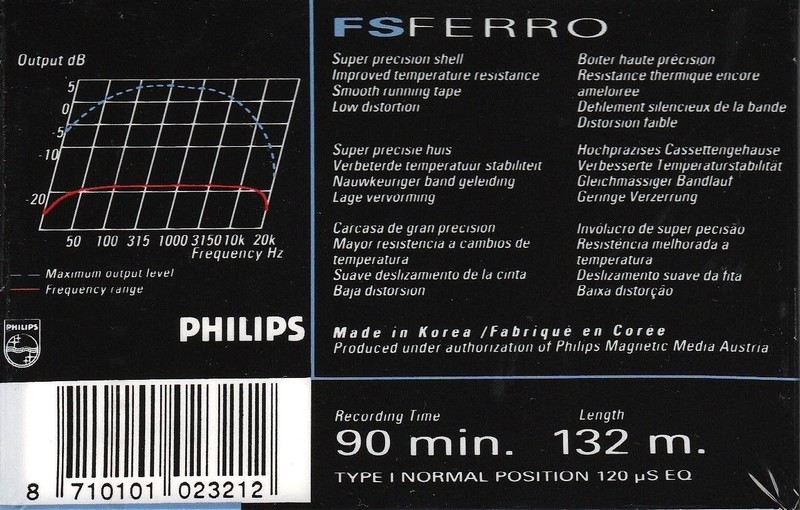 Output dB
5
0
-5
-10
-20
50 100 315 1000 3150 10k 20k
Frequency Hz
Maximum output level
Frequency range
PHILIPS
PHILIPS
8 710101 023212
FSFERRO
Super precision shell
Improved temperature resistance
Smooth running tape
Low distortion
Boitier haute précision
Resistance thermique encore
ameloiree
Defilement silencieux de la bande
Distorsion faible
Super precisie huis
Verbeterde temperatuur stabiliteit
Nauwkeuriger band geleiding
Lage vervorming
Hochpräzises Cassettengehäuse
Verbesserte Temperaturstabilität
Gleichmässiger Bandlauf
Geringe Verzerrung
Carcasa de gran precision
Mayor resistencia a cambios de
temperatura
Suave deslizamiento de la cinta
Baja distorsion
Invólucro de super pecisão
Resistência melhorada a
temperatura
Deslizamento suave da fita
Baixa distorção
Made in Korea /Fabriqué en Corée
Produced under authorization of Philips Magnetic Media Austria
Recording Time
90 min.
Length
132 m.
TYPE I NORMAL POSITION 120 µS EQ